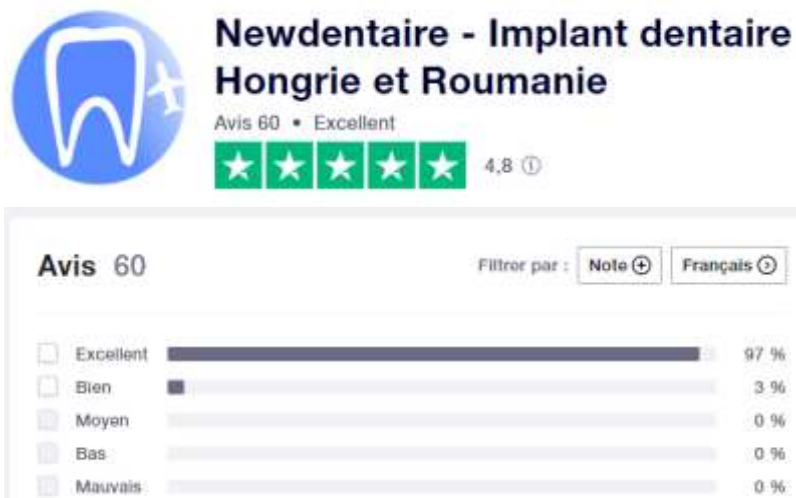 Newdentaire - Implant dentaire
Hongrie et Roumanie
Avis 60 • Excellent
4,8
Avis 60
Filtrer par : Note Français
Excellent 97 %
Bien 3 %
Moyen 0 %
Bas 0 %
Mauvais 0 %